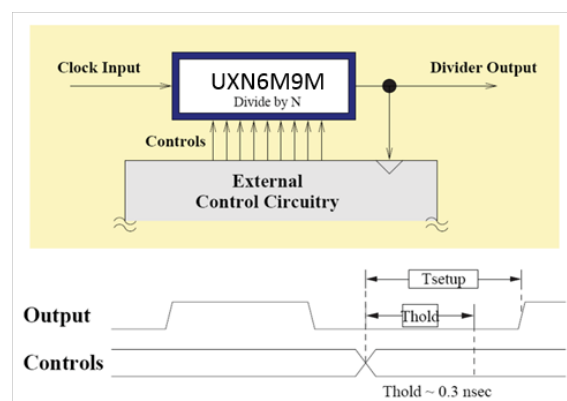 Clock Input
UXN6M9M
Divide by N
Divider Output
Controls
External
Control Circuitry
Tsetup
Output
Thold
Controls
Thold ~ 0.3 nsec